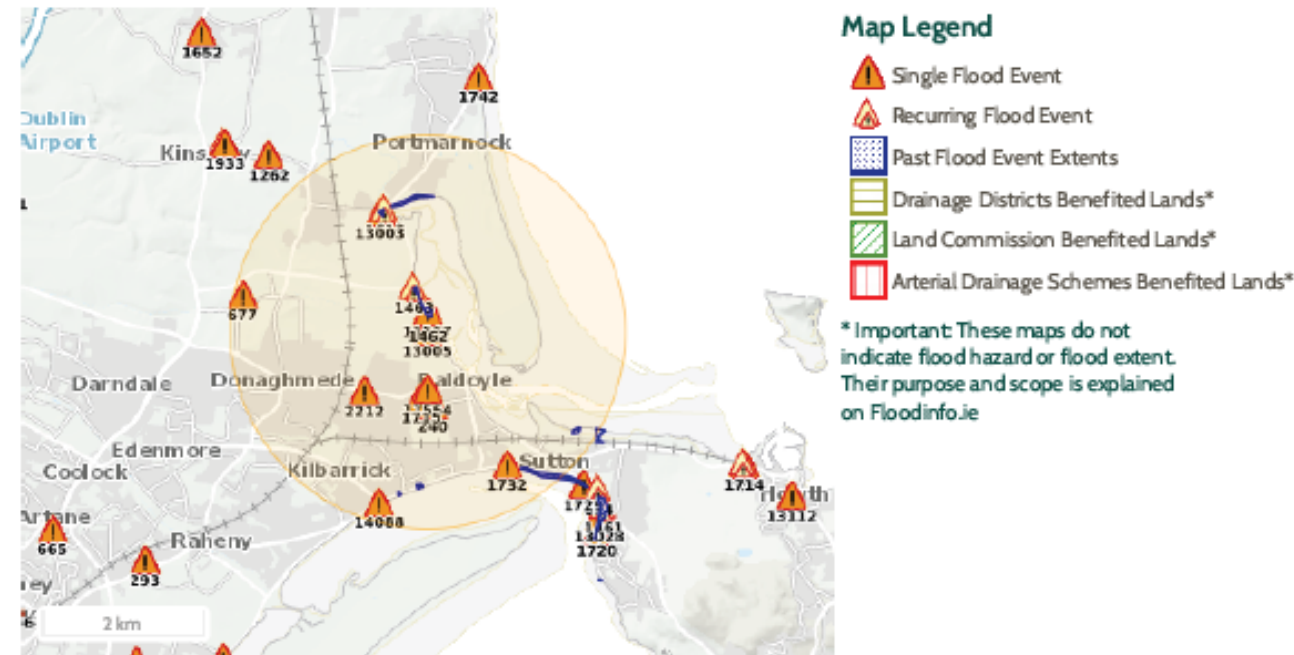 Map Legend
Single Flood Event
Recurring Flood Event
Past Flood Event Extents
Drainage Districts Benefited Lands*
Land Commission Benefited Lands*
Arterial Drainage Schemes Benefited Lands*
* Important: These maps do not
indicate flood hazard or flood extent.
Their purpose and scope is explained
on Floodinfo.ie
1652
1742
Dublin
Airport
Portmarnock
1933
1262
13003
677
1462
13005
Darndale
Donaghmede
Baldoyle
2212
240
Edenmore
Coolock
Kilbarrick
Sutton
1732
1714
Howth
13112
14088
Artane
665
Raheny
1720
293
2 km